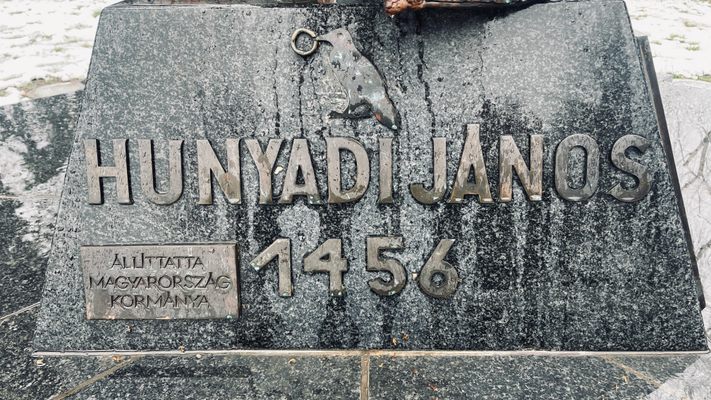 HUNYADI JÁNOS
1456
ÁLLÍTTATTA
MAGYARORSZÁG
KORMÁNYA